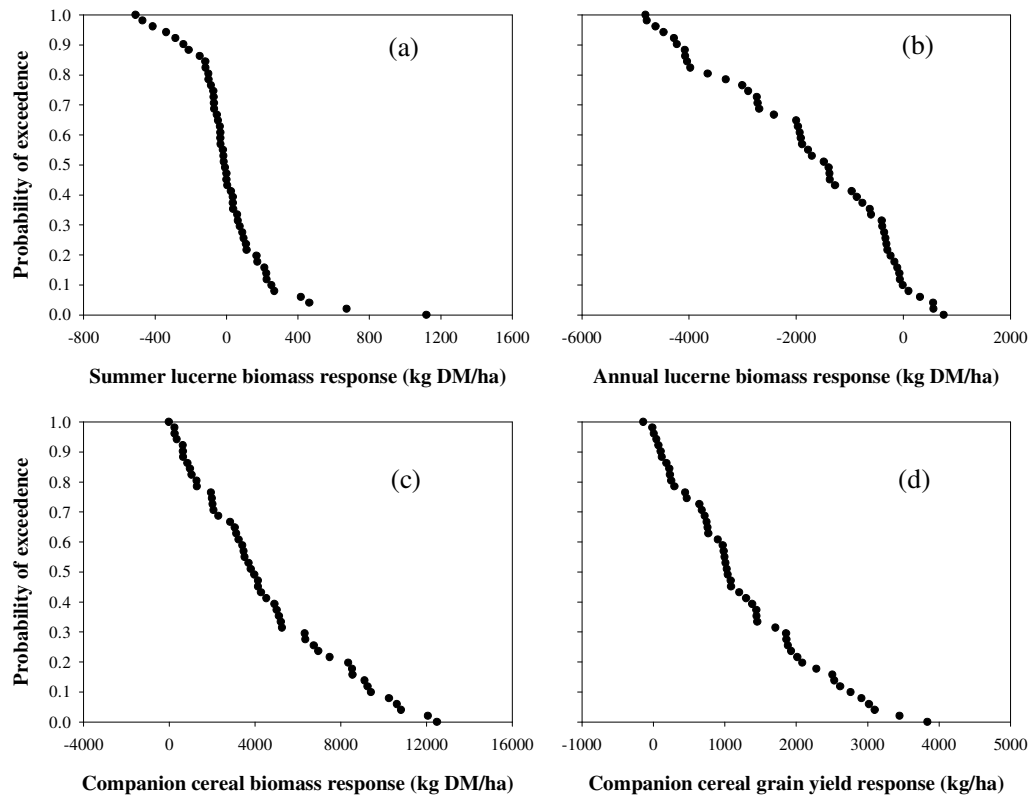 1.0
0.9
0.8
0.7
0.6
0.5
0.4
0.3
0.2
0.1
0.0
Probability of exceedence
(a)
-800 -400 0 400 800 1200 1600
Summer lucerne biomass response (kg DM/ha)
(b)
-6000 -4000 -2000 0 2000
Annual lucerne biomass response (kg DM/ha)
1.0
0.9
0.8
0.7
0.6
0.5
0.4
0.3
0.2
0.1
0.0
Probability of exceedence
(c)
-4000 0 4000 8000 12000 16000
Companion cereal biomass response (kg DM/ha)
(d)
-1000 0 1000 2000 3000 4000 5000
Companion cereal grain yield response (kg/ha)